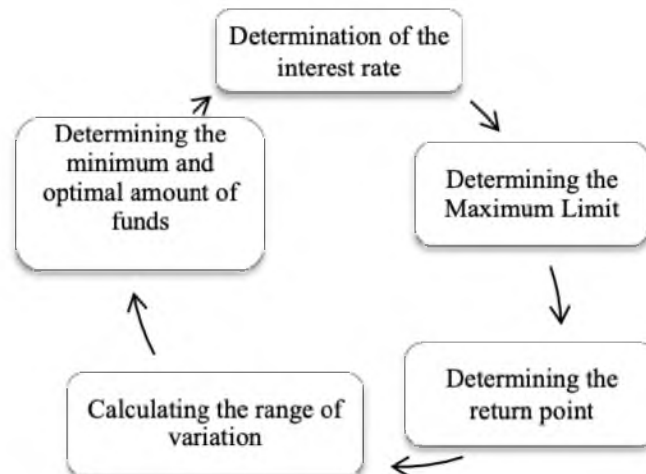 Determination of the
interest rate
Determining the
Maximum Limit
Determining the
return point
Calculating the range of
variation
Determining the
minimum and
optimal amount of
funds